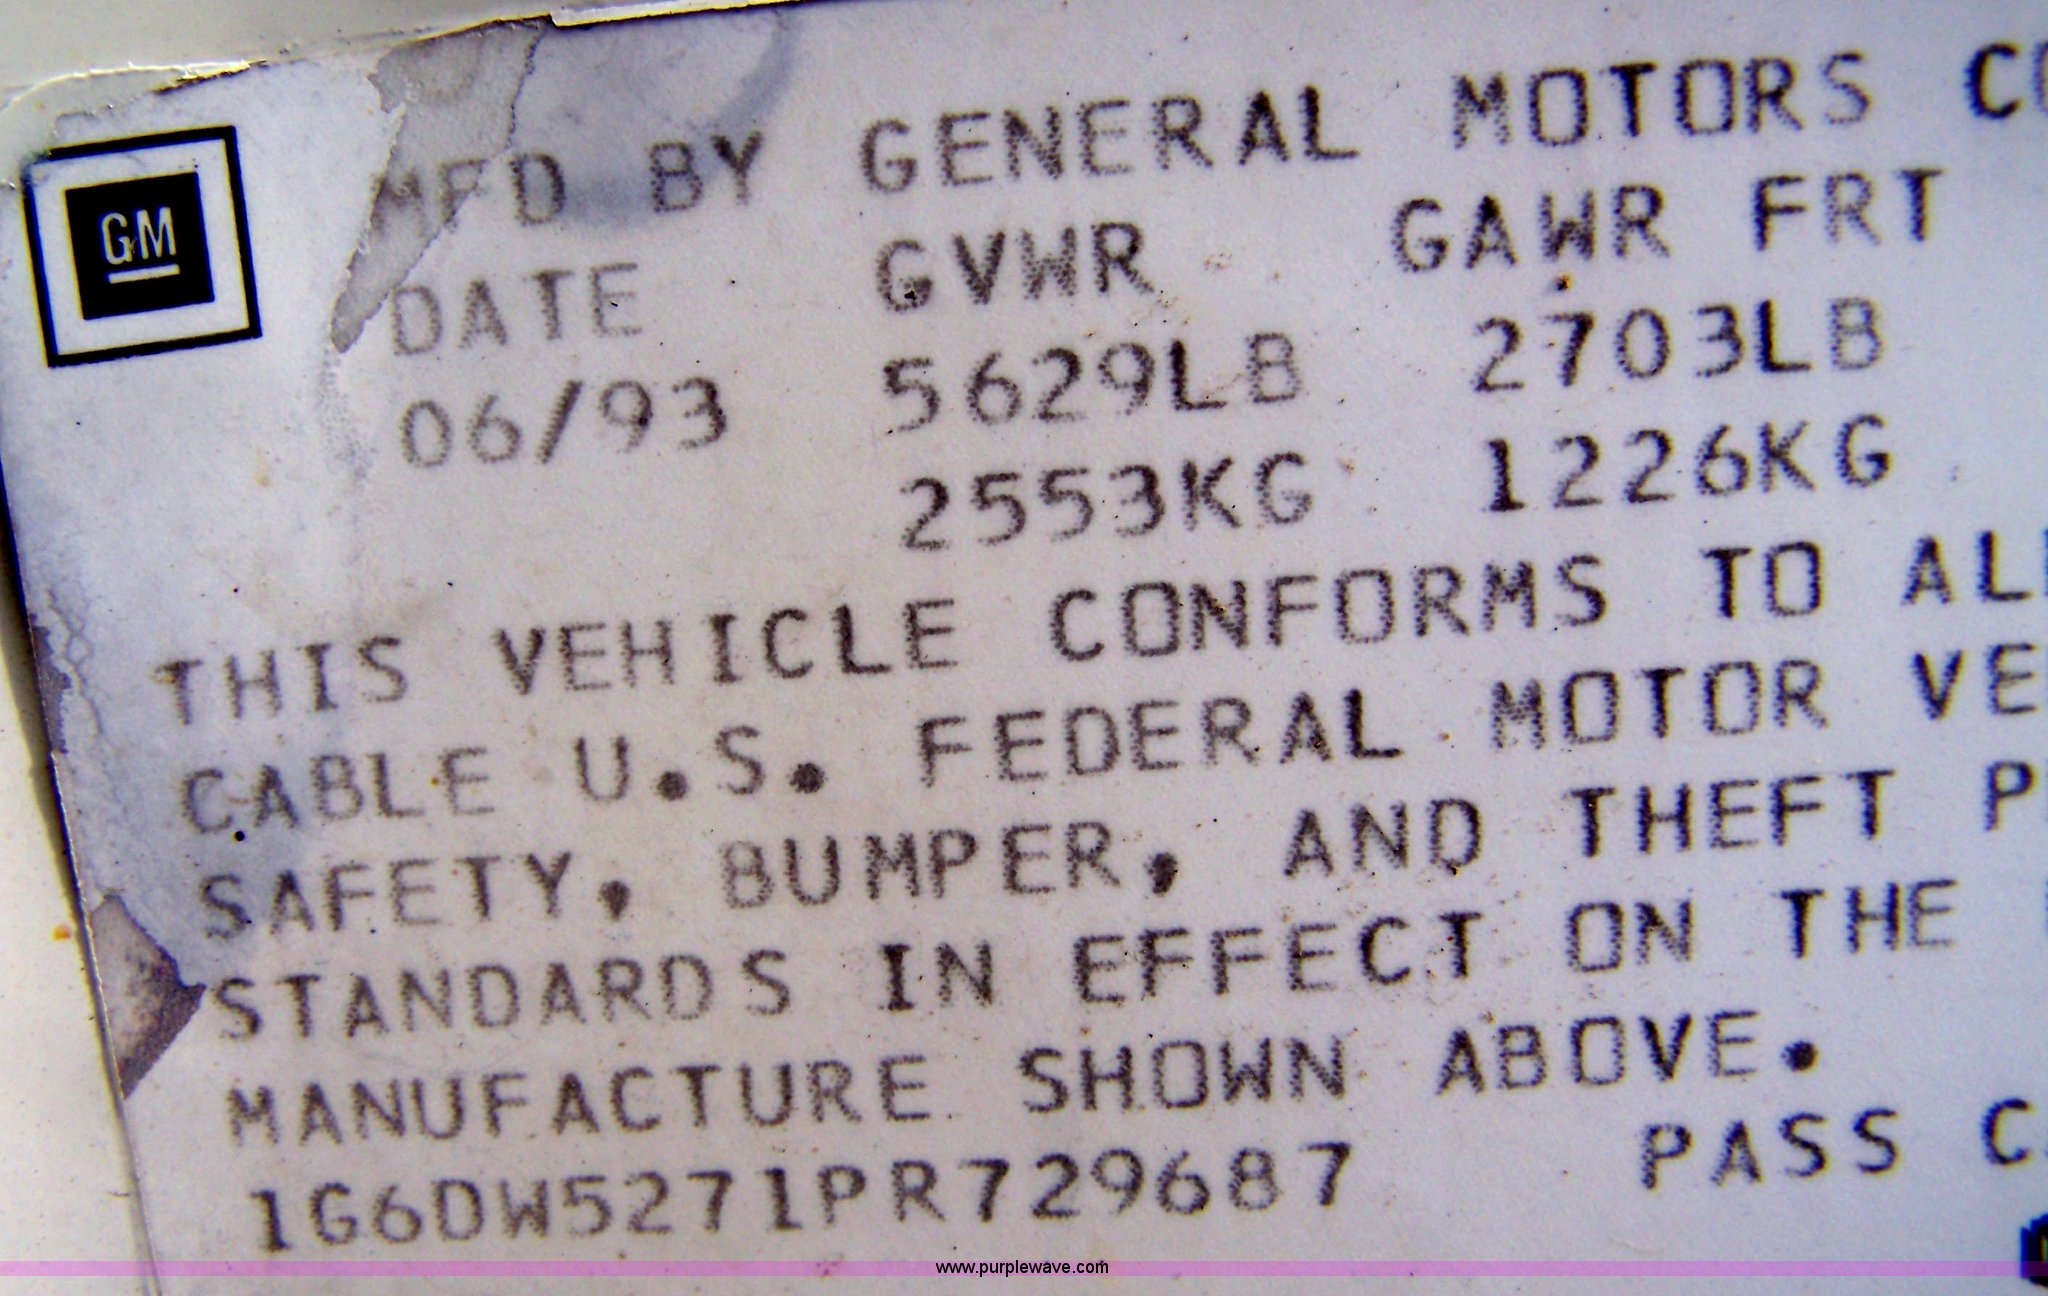 GM
MFD BY GENERAL MOTORS CO
DATE GVWR GAWR FRT
06/93 5629LB 2703LB
2553KG 1226KG
THIS VEHICLE CONFORMS TO ALL
CABLE U.S. FEDERAL MOTOR VE
SAFETY, BUMPER, AND THEFT P
STANDARDS IN EFFECT ON THE
MANUFACTURE SHOWN ABOVE.
1G6DW5271PR729687 PASS C
www.purplewave.com